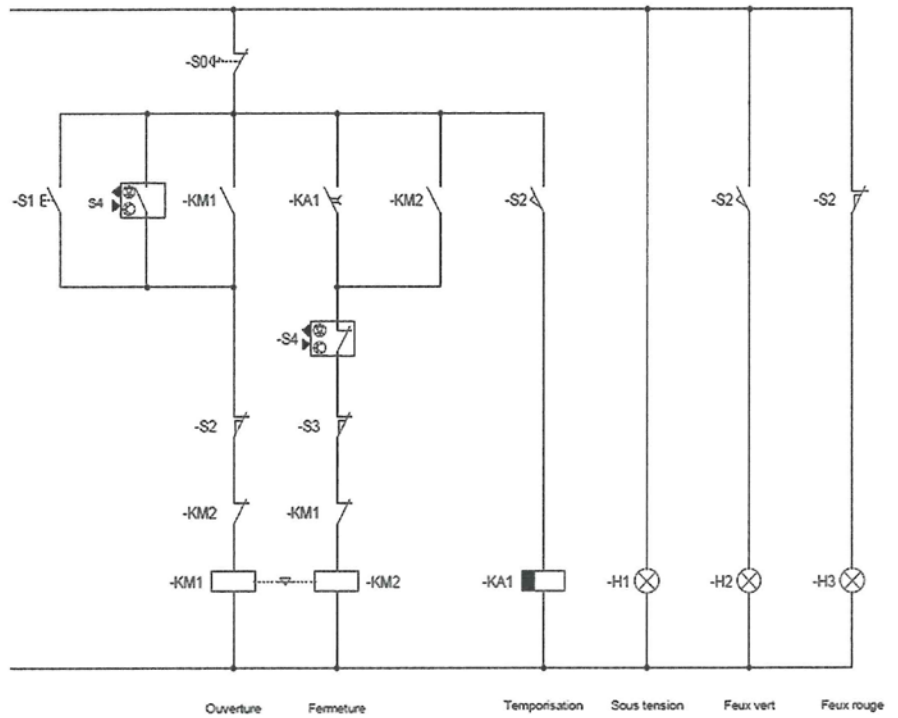 -S0
-S1
S4
-KM1
-KA1
-KM2
-S2
-S2
-S2
-S4
-S2
-S3
-KM2
-KM1
-KM1
-KM2
-KA1
-H1
-H2
-H3
Ouverture
Fermeture
Temporisation
Sous tension
Feux vert
Feux rouge